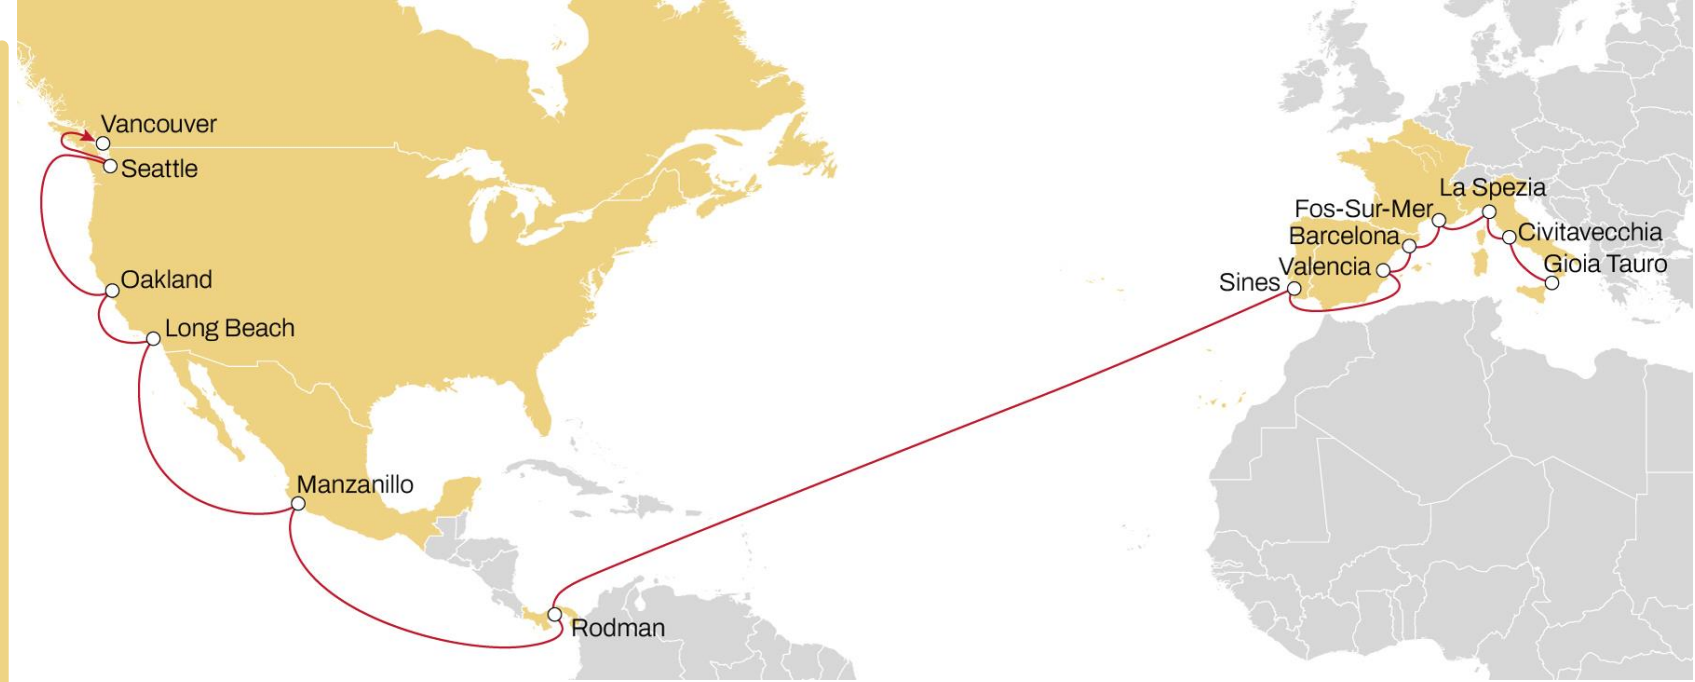 Vancouver
Seattle
La Spezia
Fos-Sur-Mer
Civitavecchia
Barcelona
Gioia Tauro
Valencia
Sines
Oakland
Long Beach
Manzanillo
Rodman